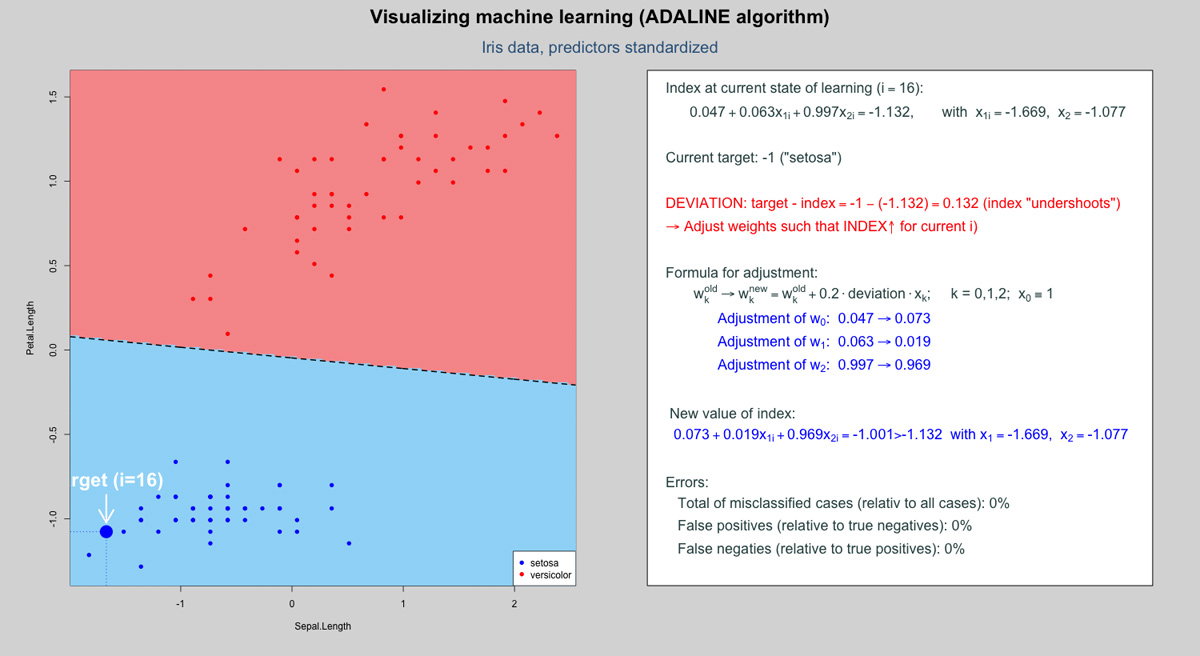 Visualizing machine learning (ADALINE algorithm)
Iris data, predictors standardized
1.5
1.0
0.5
0.0
-0.5
-1.0
Petal.Length
rget (i=16)
setosa
versicolor
-1 0 1 2
Sepal.Length
Index at current state of learning (i = 16):
0.047 + 0.063x1i + 0.997x2i = -1.132, with x1i = -1.669, x2 = -1.077
Current target: -1 ("setosa")
DEVIATION: target - index = -1 – (-1.132) = 0.132 (index "undershoots")
→ Adjust weights such that INDEX↑ for current i)
Formula for adjustment:
wk^old → wk^new = wk^old + 0.2 · deviation · xk; k = 0,1,2; x0 ≡ 1
Adjustment of w0: 0.047 → 0.073
Adjustment of w1: 0.063 → 0.019
Adjustment of w2: 0.997 → 0.969
New value of index:
0.073 + 0.019x1i + 0.969x2i = -1.001>-1.132 with x1 = -1.669, x2 = -1.077
Errors:
Total of misclassified cases (relativ to all cases): 0%
False positives (relative to true negatives): 0%
False negaties (relative to true positives): 0%